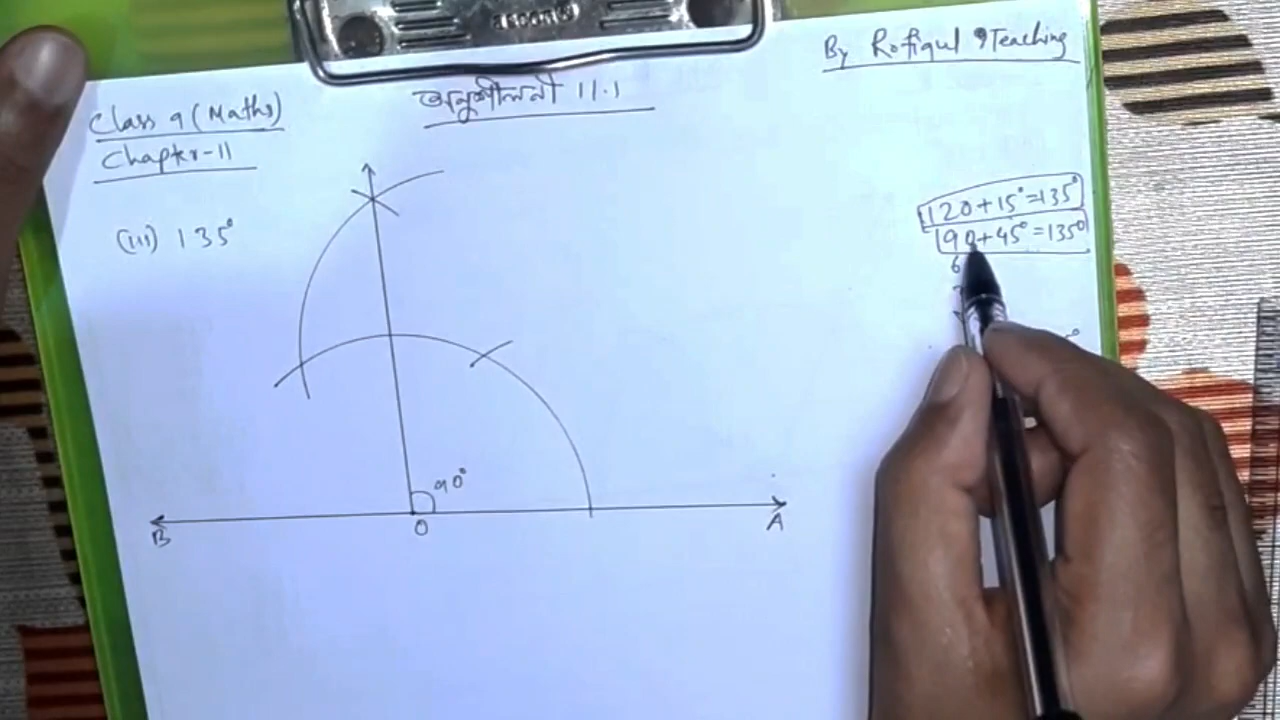 By Rofiqul Teaching
অনুশীলনী 11.1
Class 9 (Maths)
Chapter-11
(iii) 135°
120+15°=135°
90+45°=135°
6
90°
B
O
A